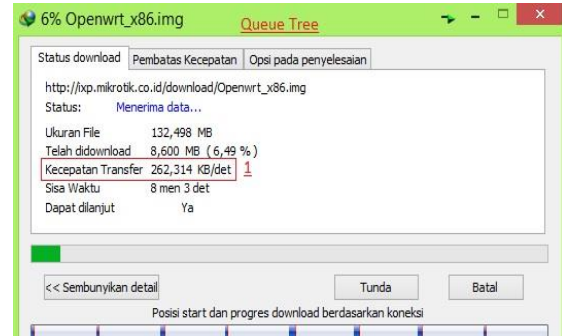 6% Openwrt_x86.img Queue Tree
Status download Pembatas Kecepatan Opsi pada penyelesaian
http://ixp.mikrotik.co.id/download/Openwrt_x86.img
Status: Menerima data...
Ukuran File 132,498 MB
Telah didownload 8,600 MB ( 6,49 % )
Kecepatan Transfer 262,314 KB/det 1
Sisa Waktu 8 men 3 det
Dapat dilanjut Ya
<< Sembunyikan detail Tunda Batal
Posisi start dan progres download berdasarkan koneksi